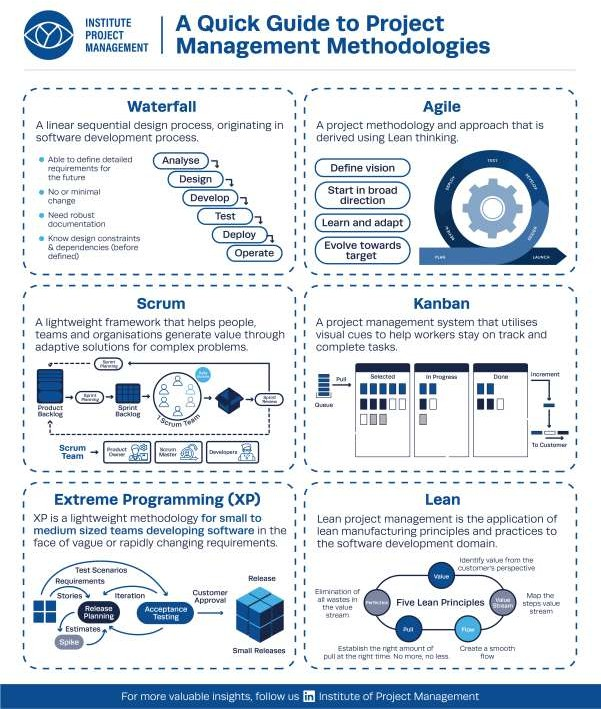 INSTITUTE
PROJECT
MANAGEMENT
A Quick Guide to Project
Management Methodologies
Waterfall
A linear sequential design process, originating in
software development process.
Able to define detailed
requirements for
the future
No or minimal
change
Need robust
documentation
Know design constraints
& dependencies (before
defined)
Analyse
Design
Develop
Test
Deploy
Operate
Agile
A project methodology and approach that is
derived using Lean thinking.
Define vision
Start in broad
direction
Learn and adapt
Evolve towards
target
TEST
DEVELOP
DESIGN
DEPLOY
REVIEW
PLAN
LAUNCH
Scrum
A lightweight framework that helps people,
teams and organisations generate value through
adaptive solutions for complex problems.
Sprint
Planning
Product
Backlog
Sprint
Planning
Sprint
Backlog
1 Scrum Team
Sprint
Review
Scrum
Team
Product
Owner
Scrum
Master
Developers
Kanban
A project management system that utilises
visual cues to help workers stay on track and
complete tasks.
Queue
Pull
Selected
In Progress
Done
Increment
To Customer
Extreme Programming (XP)
XP is a lightweight methodology for small to
medium sized teams developing software in the
face of vague or rapidly changing requirements.
Test Scenarios
Requirements
Stories
Iteration
Release
Planning
Acceptance
Testing
Customer
Approval
Estimates
Spike
Release
Small Releases
Lean
Lean project management is the application of
lean manufacturing principles and practices to
the software development domain.
Identify value from the
customer's perspective
Value
Elimination of
all wastes in
the value
stream
Perfection
Five Lean Principles
Value
Stream
Map the
steps value
stream
Pull
Flow
Establish the right amount of
pull at the right time. No more, no less.
Create a smooth
flow
For more valuable insights, follow us in Institute of Project Management